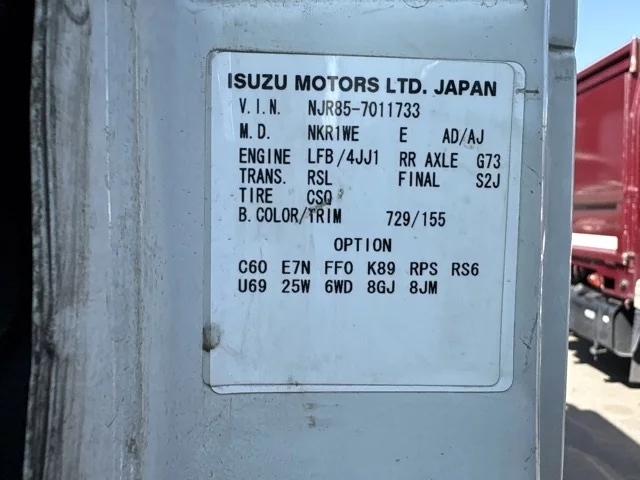 ISUZU MOTORS LTD. JAPAN
V.I.N. NJR85-7011733
M.D. NKR1WE E AD/AJ
ENGINE LFB/4JJ1 RR AXLE G73
TRANS. RSL FINAL S2J
TIRE CSQ
B.COLOR/TRIM 729/155
OPTION
C60 E7N FF0 K89 RPS RS6
U69 25W 6WD 8GJ 8JM